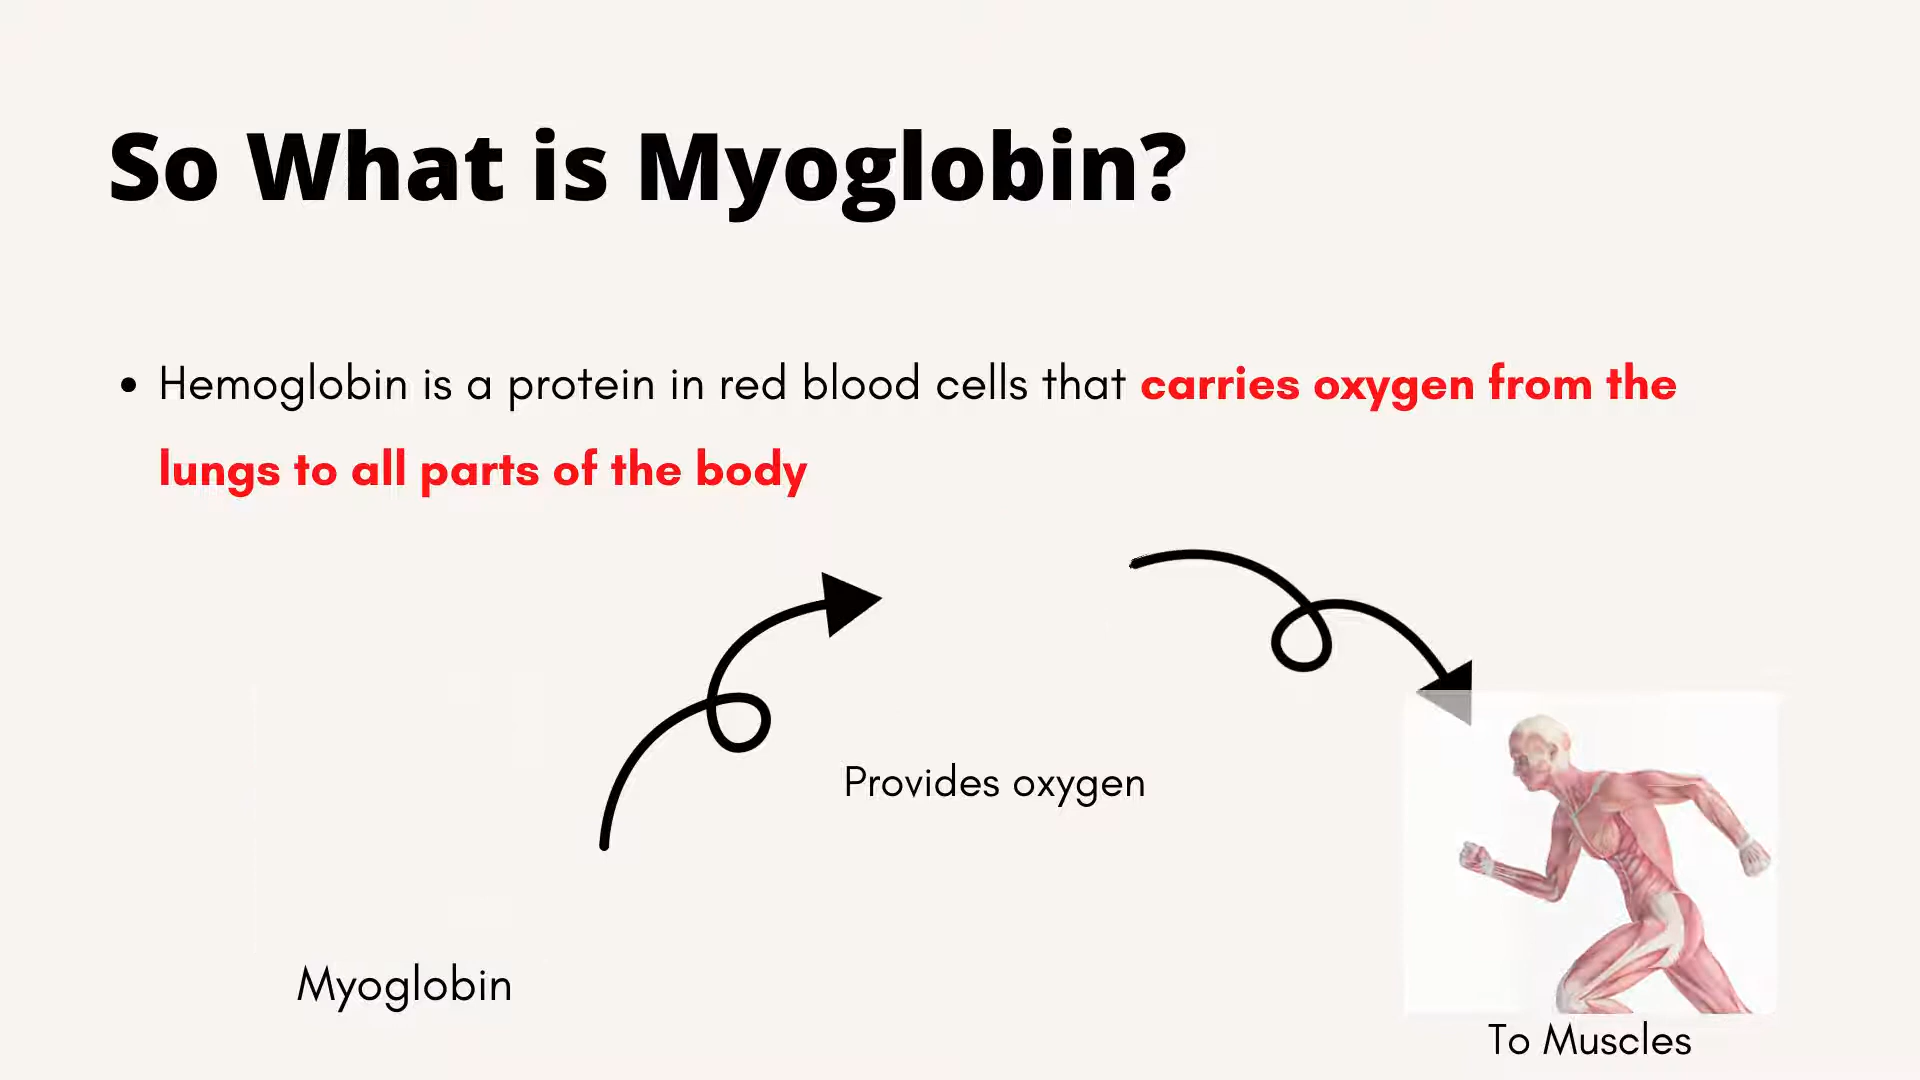 So What is Myoglobin?
• Hemoglobin is a protein in red blood cells that carries oxygen from the
lungs to all parts of the body
Provides oxygen
Myoglobin
To Muscles